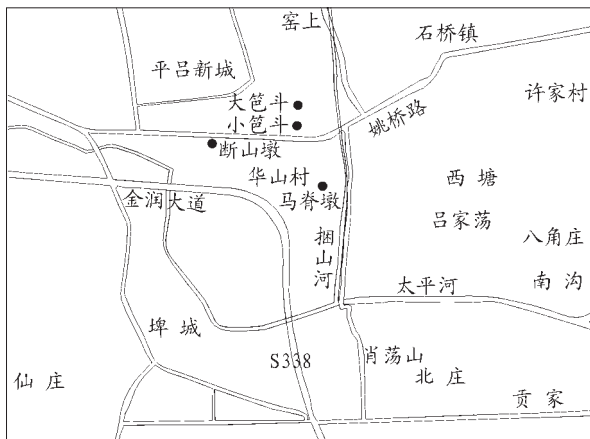 窑上
石桥镇
平吕新城
许家村
大笆斗
小笆斗
姚桥路
断山墩
华山村
马脊墩
西塘
金润大道
吕家荡
捆山河
八角庄
太平河
南沟
埤城
S338
肖荡山
仙庄
北庄
贡家